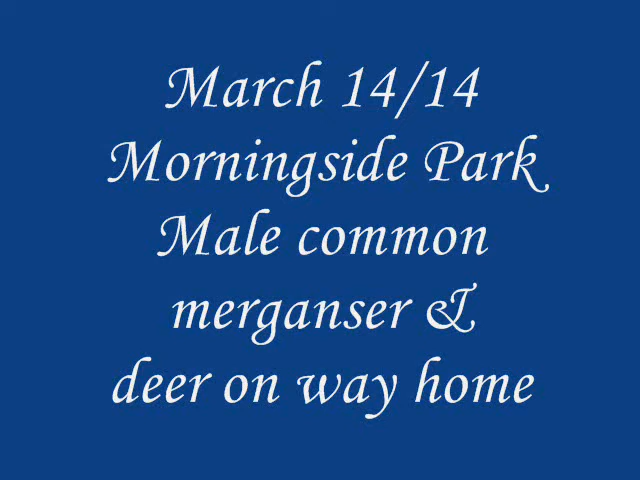 March 14/14
Morningside Park
Male common
merganser &
deer on way home